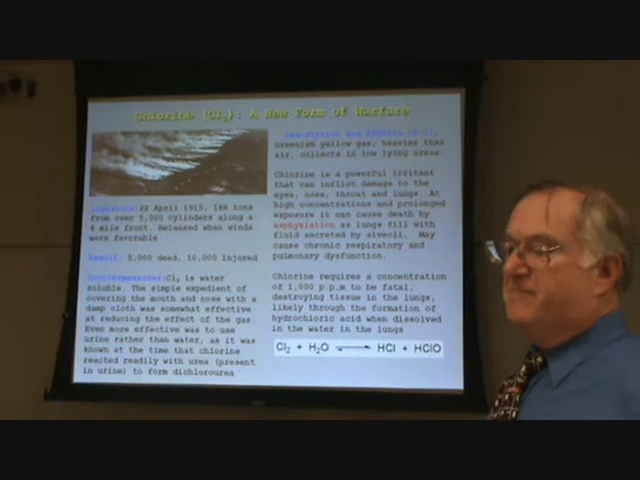 Chlorine (Cl₂): A New Form of Warfare
April 1915, 168 tons
from over 5,000 cylinders along a
4 mile front. Released when winds
were favorable
Result: 5,000 dead, 10,000 injured
Countermeasures: Cl₂ is water
soluble. The simple expedient of
covering the mouth and nose with a
damp cloth was somewhat effective
at reducing the effect of the gas.
Even more effective was to use
urine rather than water, as it was
known at the time that chlorine
reacted readily with urea (present
in urine) to form dichlorourea
Description and Effects of Cl₂
greenish yellow gas, heavier than
air, collects in low lying areas.
Chlorine is a powerful irritant
that can inflict damage to the
eyes, nose, throat and lungs. At
high concentrations and prolonged
exposure it can cause death by
asphyxiation as lungs fill with
fluid secreted by alveoli. May
cause chronic respiratory and
pulmonary dysfunction.
Chlorine requires a concentration
of 1,000 p.p.m to be fatal,
destroying tissue in the lungs,
likely through the formation of
hydrochloric acid when dissolved
in the water in the lungs
Cl₂ + H₂O ⇌ HCl + HClO